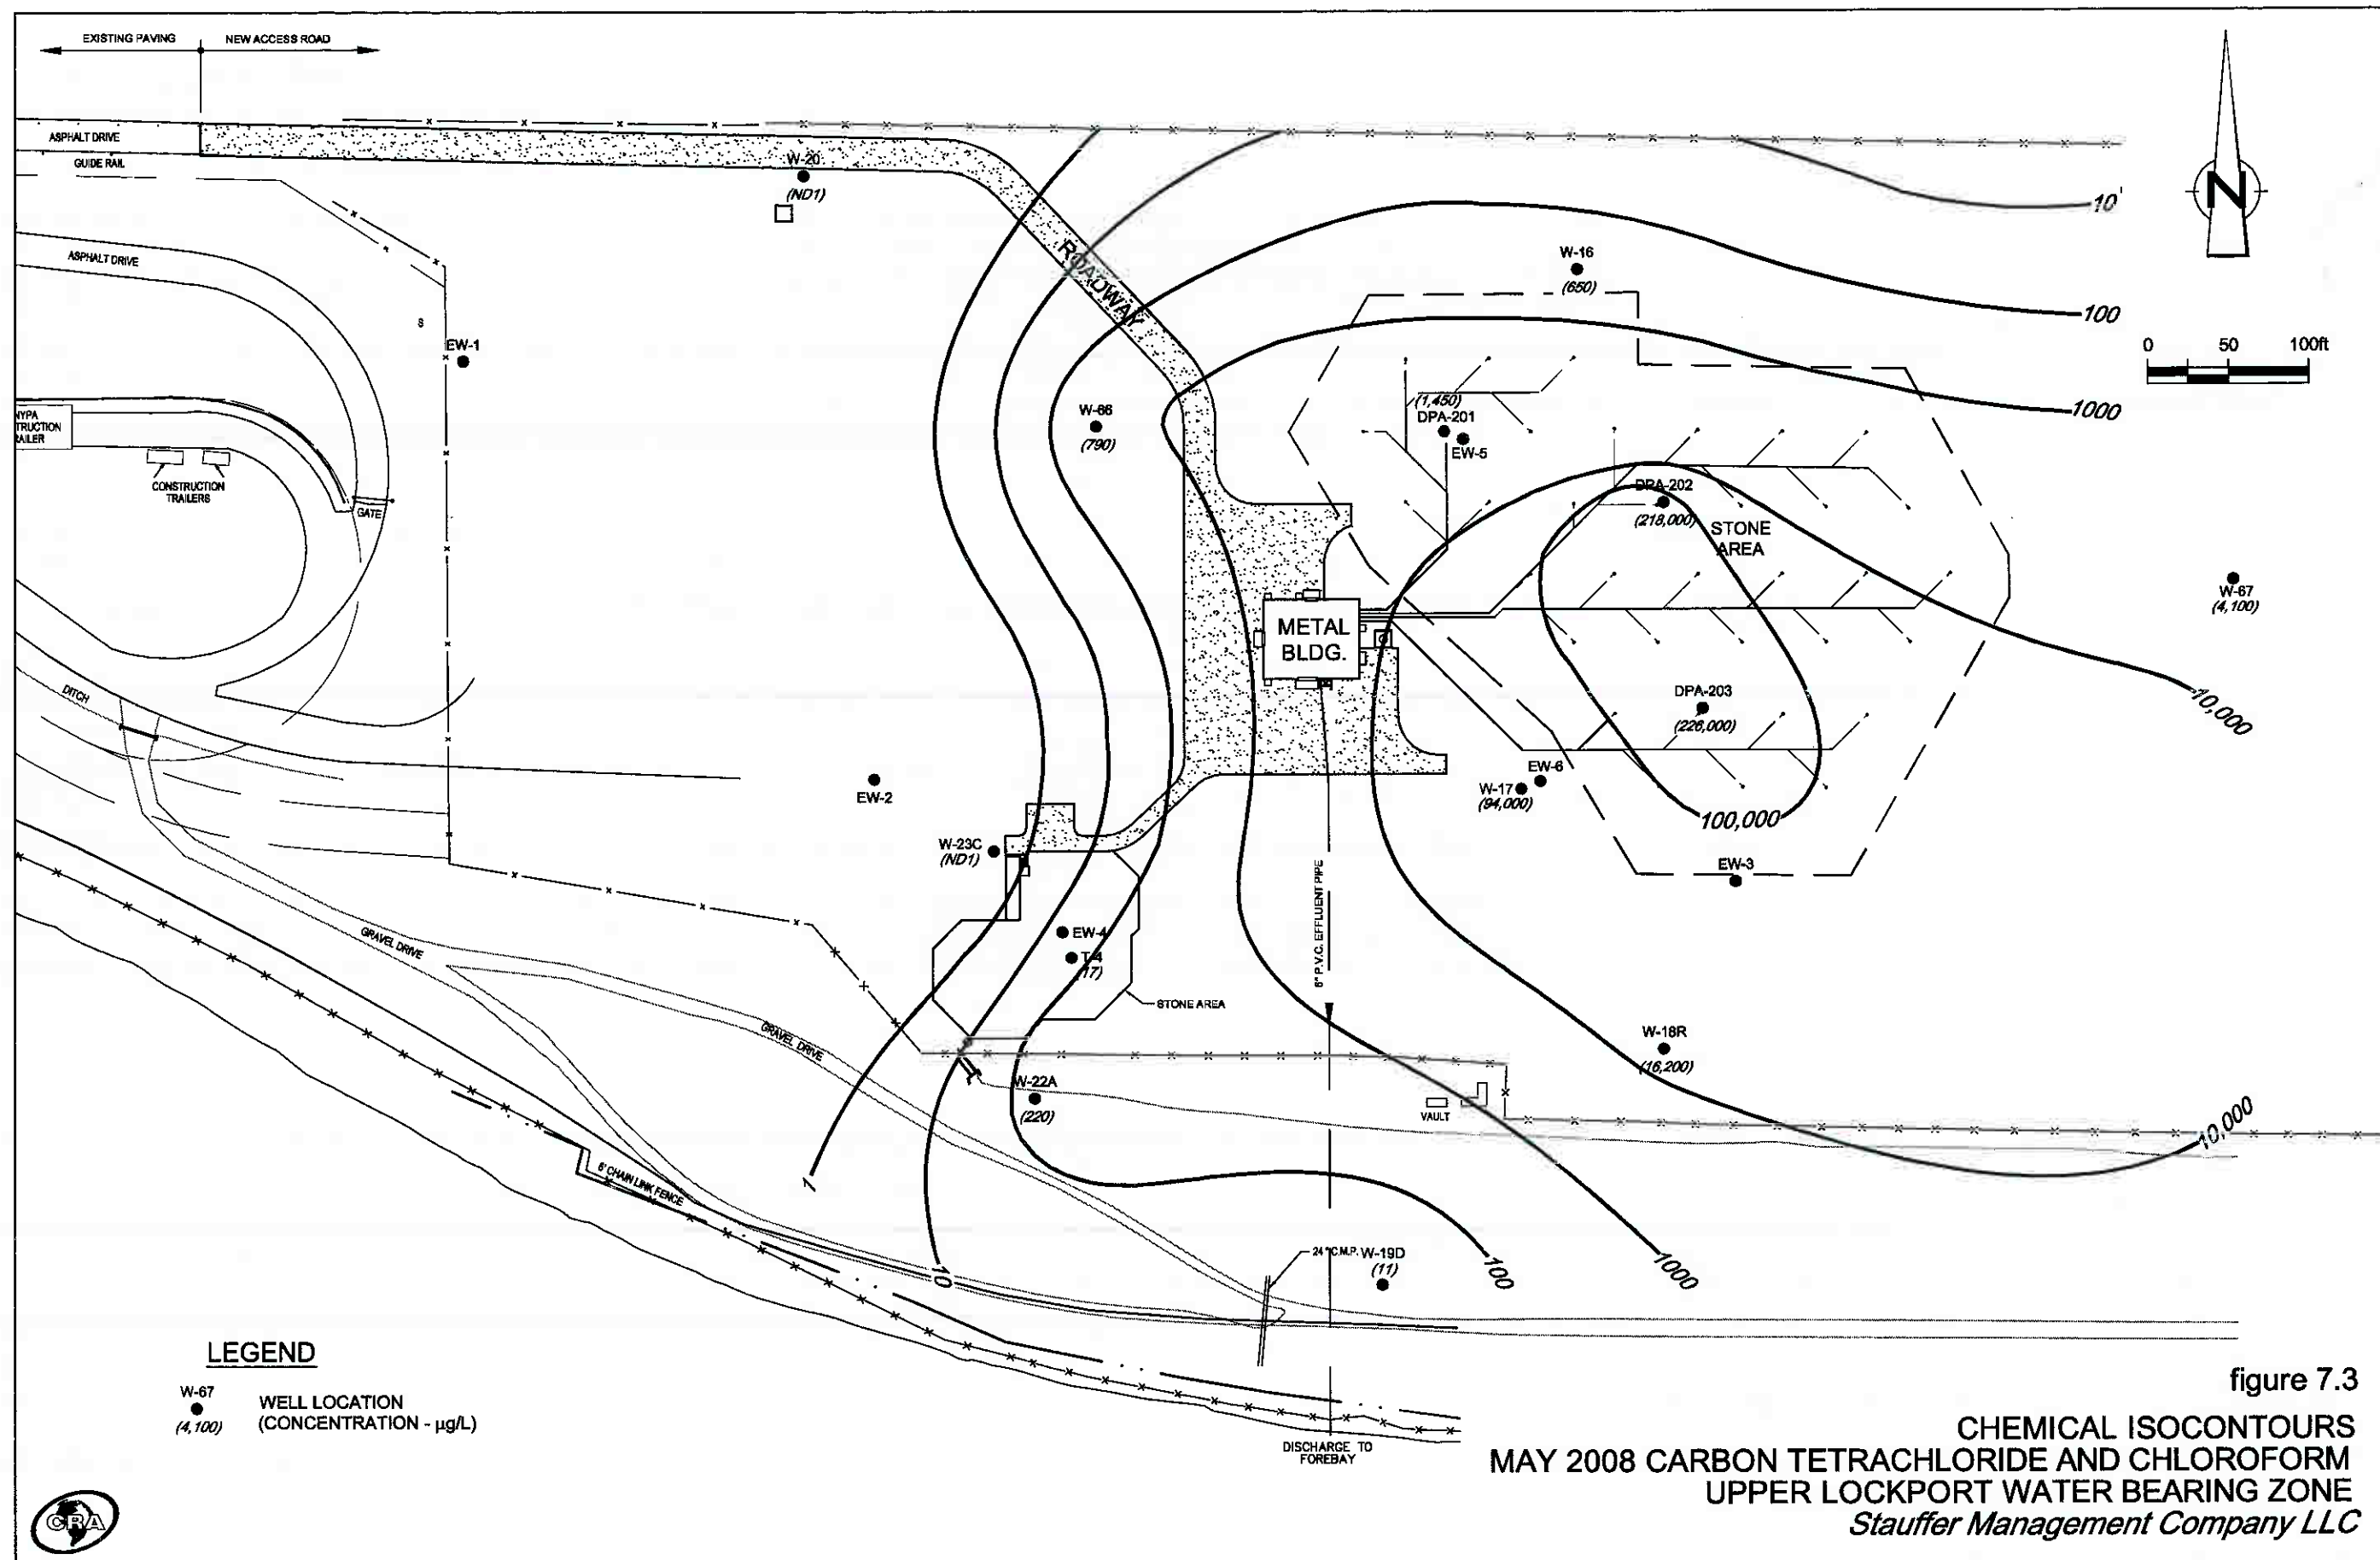 EXISTING PAVING
NEW ACCESS ROAD
ASPHALT DRIVE
GUIDE RAIL
W-20
(ND1)
N
10
ASPHALT DRIVE
ROADWAY
W-16
(650)
100
S
EW-1
0 50 100ft
1000
W-66
(790)
(1,450)
DPA-201
EW-5
NYPA
TRUCTION
RAILER
CONSTRUCTION
TRAILERS
GATE
DPA-202
(218,000)
STONE
AREA
W-67
(4,100)
METAL
BLDG.
DITCH
DPA-203
(226,000)
10,000
EW-2
EW-6
W-17
(94,000)
100,000
W-23C
(ND1)
EW-3
6" P.V.C. EFFLUENT PIPE
GRAVEL DRIVE
EW-4
T-4
(17)
STONE AREA
GRAVEL DRIVE
W-18R
(16,200)
W-22A
(220)
VAULT
10,000
6' CHAIN LINK FENCE
1
10
24" C.M.P.
W-19D
(11)
100
1000
LEGEND
W-67
(4,100)
WELL LOCATION
(CONCENTRATION - µg/L)
DISCHARGE TO
FOREBAY
figure 7.3
CHEMICAL ISOCONTOURS
MAY 2008 CARBON TETRACHLORIDE AND CHLOROFORM
UPPER LOCKPORT WATER BEARING ZONE
Stauffer Management Company LLC
CRA